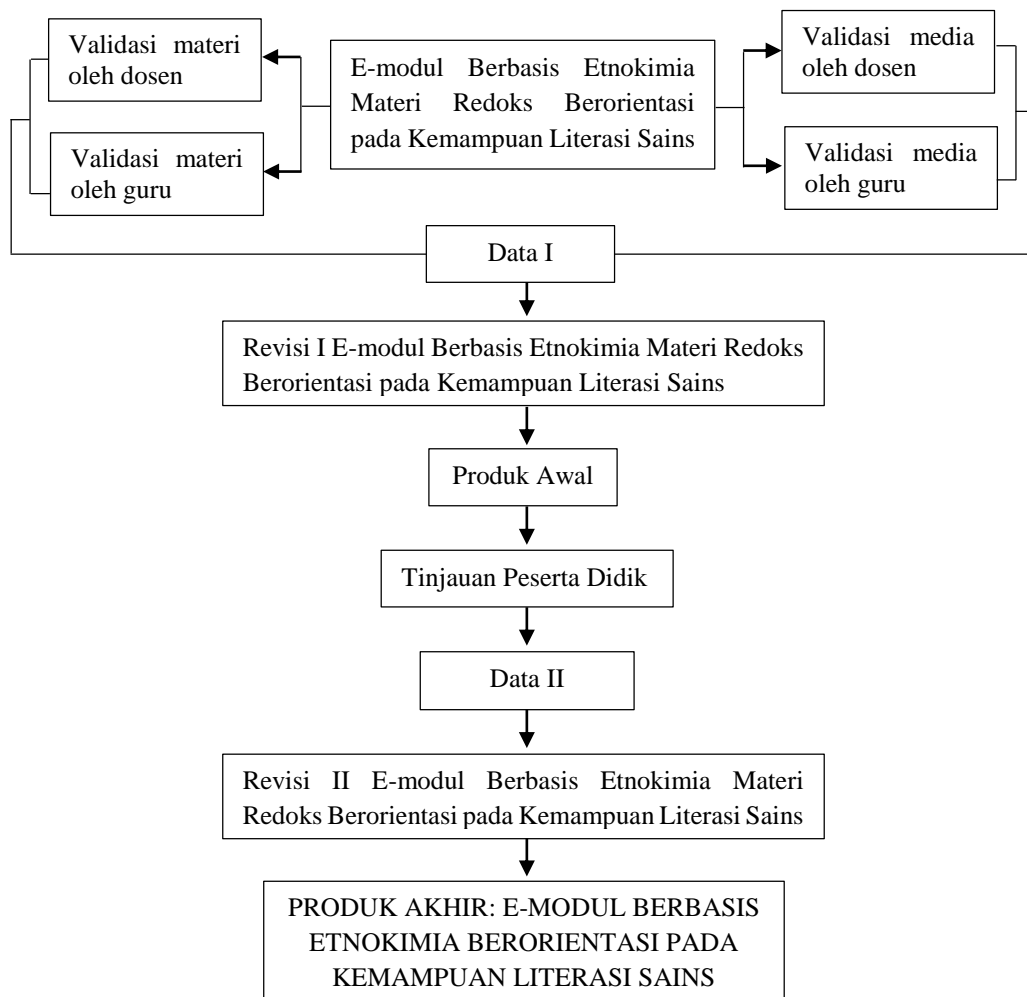 Validasi materi
oleh dosen
E-modul Berbasis Etnokimia
Materi Redoks Berorientasi
pada Kemampuan Literasi Sains
Validasi media
oleh dosen
Validasi materi
oleh guru
Validasi media
oleh guru
Data I
Revisi I E-modul Berbasis Etnokimia Materi Redoks
Berorientasi pada Kemampuan Literasi Sains
Produk Awal
Tinjauan Peserta Didik
Data II
Revisi II E-modul Berbasis Etnokimia Materi
Redoks Berorientasi pada Kemampuan Literasi Sains
PRODUK AKHIR: E-MODUL BERBASIS
ETNOKIMIA BERORIENTASI PADA
KEMAMPUAN LITERASI SAINS